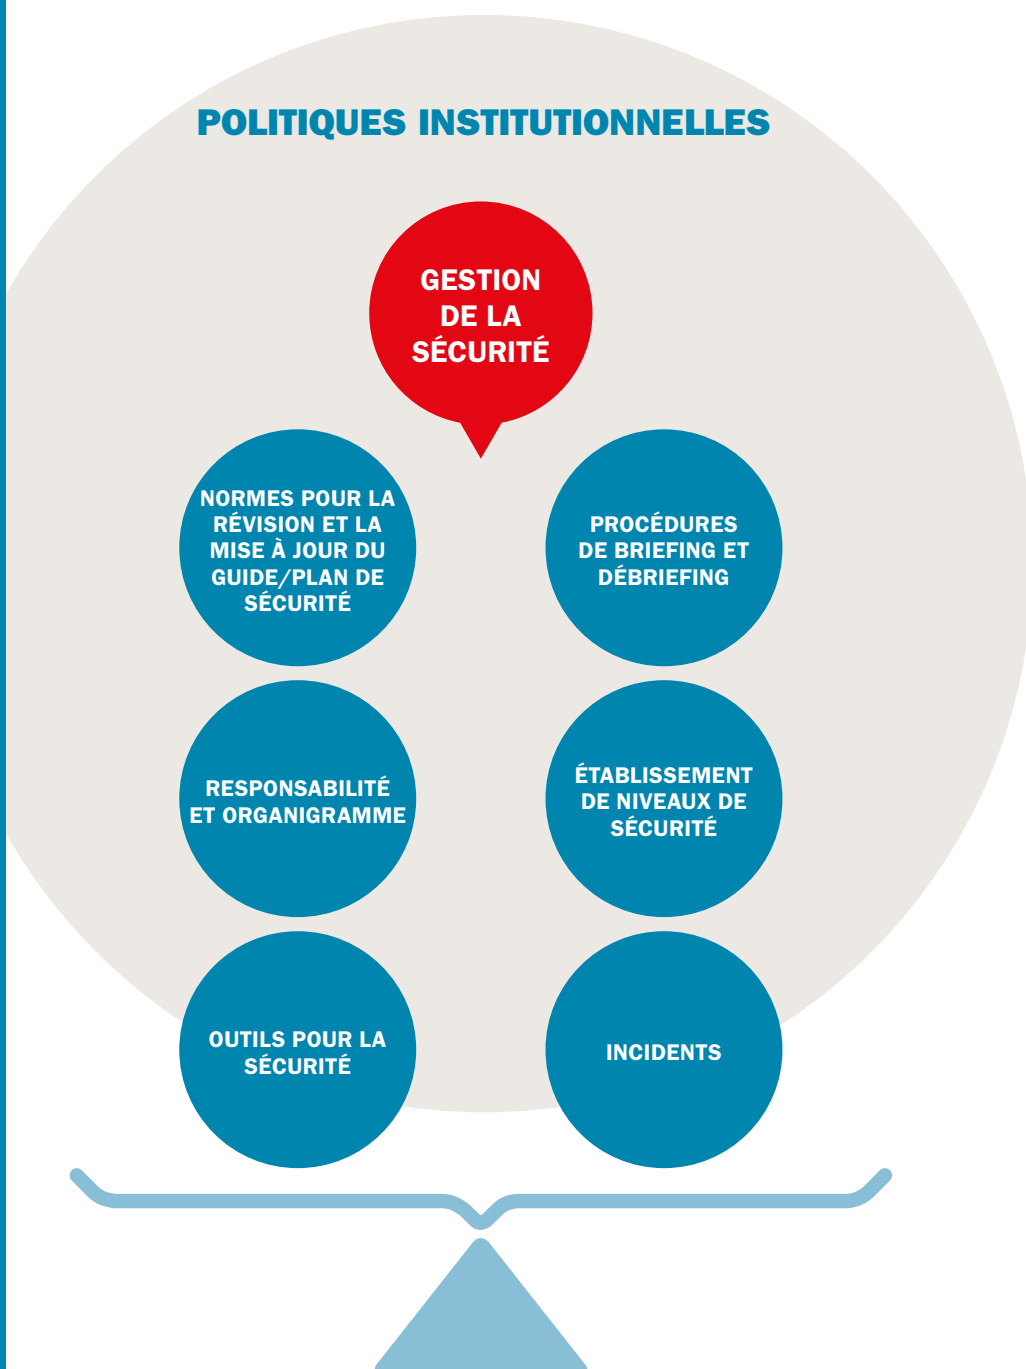 POLITIQUES INSTITUTIONNELLES
GESTION
DE LA
SÉCURITÉ
NORMES POUR LA
RÉVISION ET LA
MISE À JOUR DU
GUIDE/PLAN DE
SÉCURITÉ
PROCÉDURES
DE BRIEFING ET
DÉBRIEFING
RESPONSABILITÉ
ET ORGANIGRAMME
ÉTABLISSEMENT
DE NIVEAUX DE
SÉCURITÉ
OUTILS POUR LA
SÉCURITÉ
INCIDENTS